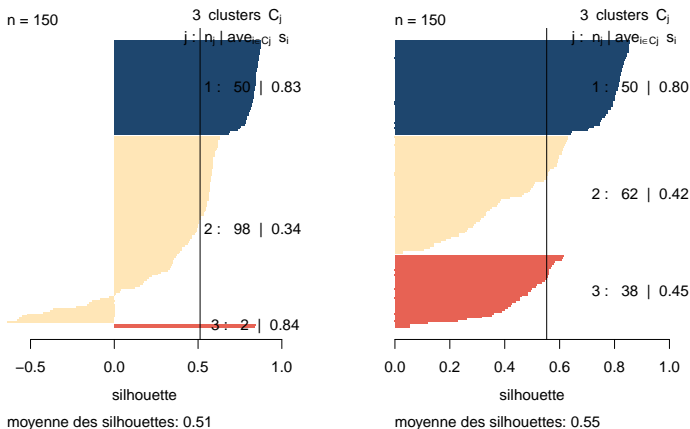 n = 150
3 clusters Cj
j : nj | avei∈Cj si
1 : 50 | 0.83
2 : 98 | 0.34
3 : 2 | 0.84
−0.5 0.0 0.5 1.0
silhouette
moyenne des silhouettes: 0.51
n = 150
3 clusters Cj
j : nj | avei∈Cj si
1 : 50 | 0.80
2 : 62 | 0.42
3 : 38 | 0.45
0.0 0.2 0.4 0.6 0.8 1.0
silhouette
moyenne des silhouettes: 0.55